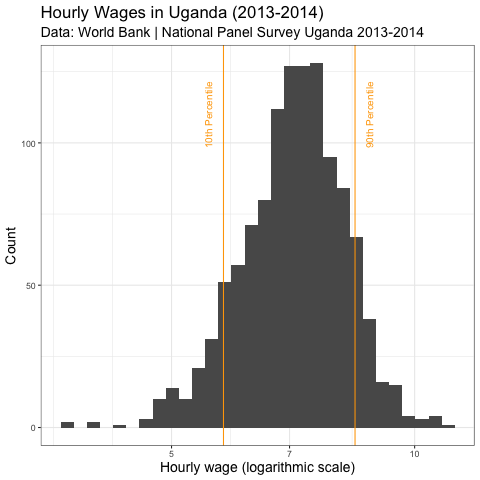 Hourly Wages in Uganda (2013-2014)
Data: World Bank | National Panel Survey Uganda 2013-2014
10th Percentile
90th Percentile
100
50
0
Count
5
7
10
Hourly wage (logarithmic scale)